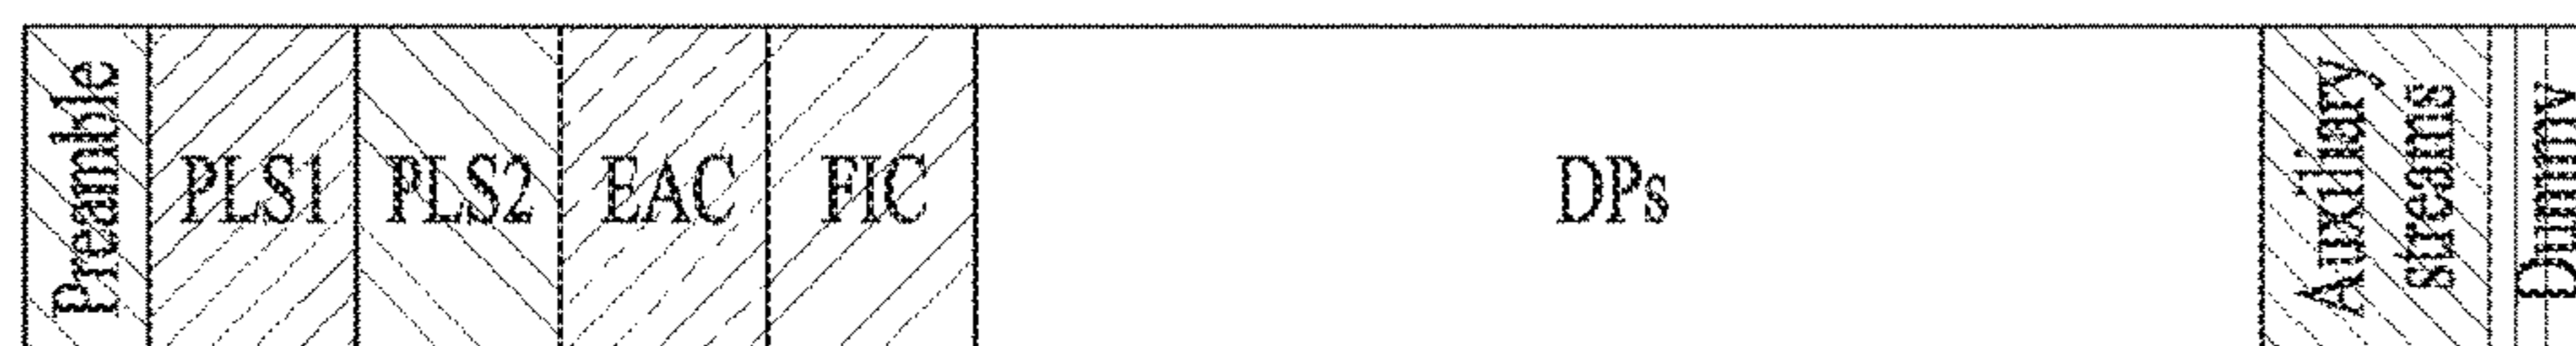 Preamble
PLS1
PLS2
EAC
FIC
DPs
Auxiliary
streams
Dummy